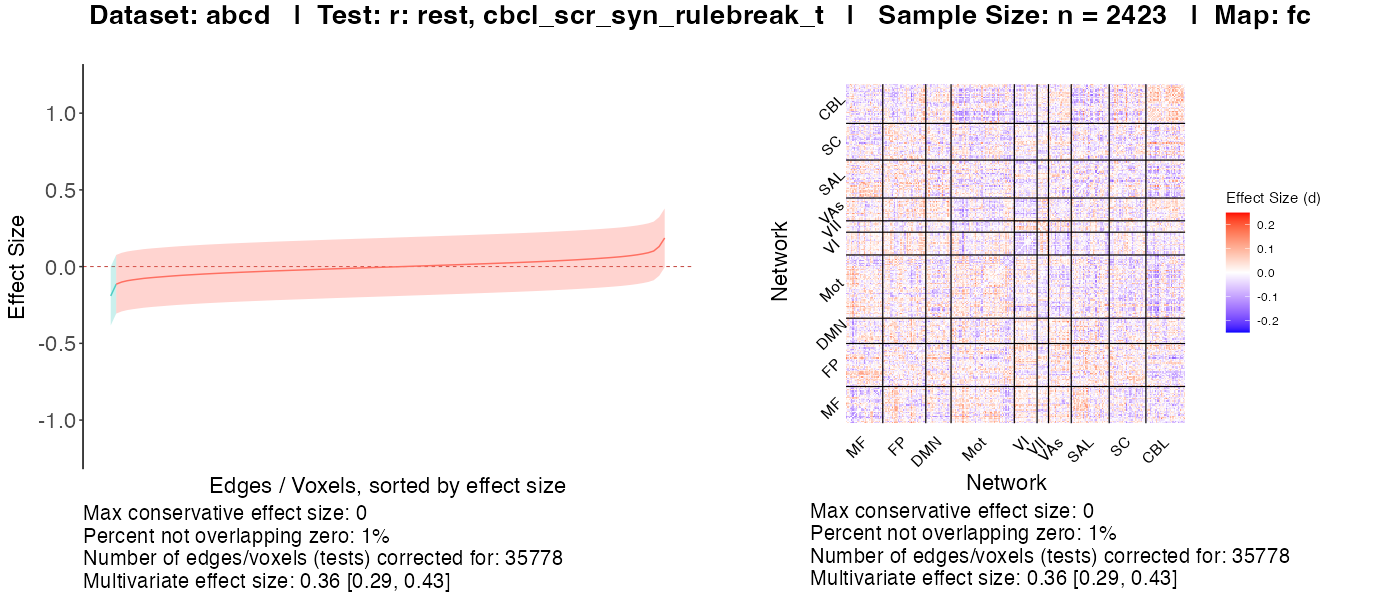 Dataset: abcd | Test: r: rest, cbcl_scr_syn_rulebreak_t | Sample Size: n = 2423 | Map: fc
Effect Size
1.0
0.5
0.0
-0.5
-1.0
Edges / Voxels, sorted by effect size
Max conservative effect size: 0
Percent not overlapping zero: 1%
Number of edges/voxels (tests) corrected for: 35778
Multivariate effect size: 0.36 [0.29, 0.43]
Network
CBL
SC
SAL
VAs
VII
VI
Mot
DMN
FP
MF
MF
FP
DMN
Mot
VI
VII
VAs
SAL
SC
CBL
Network
Effect Size (d)
0.2
0.1
0.0
-0.1
-0.2
Max conservative effect size: 0
Percent not overlapping zero: 1%
Number of edges/voxels (tests) corrected for: 35778
Multivariate effect size: 0.36 [0.29, 0.43]